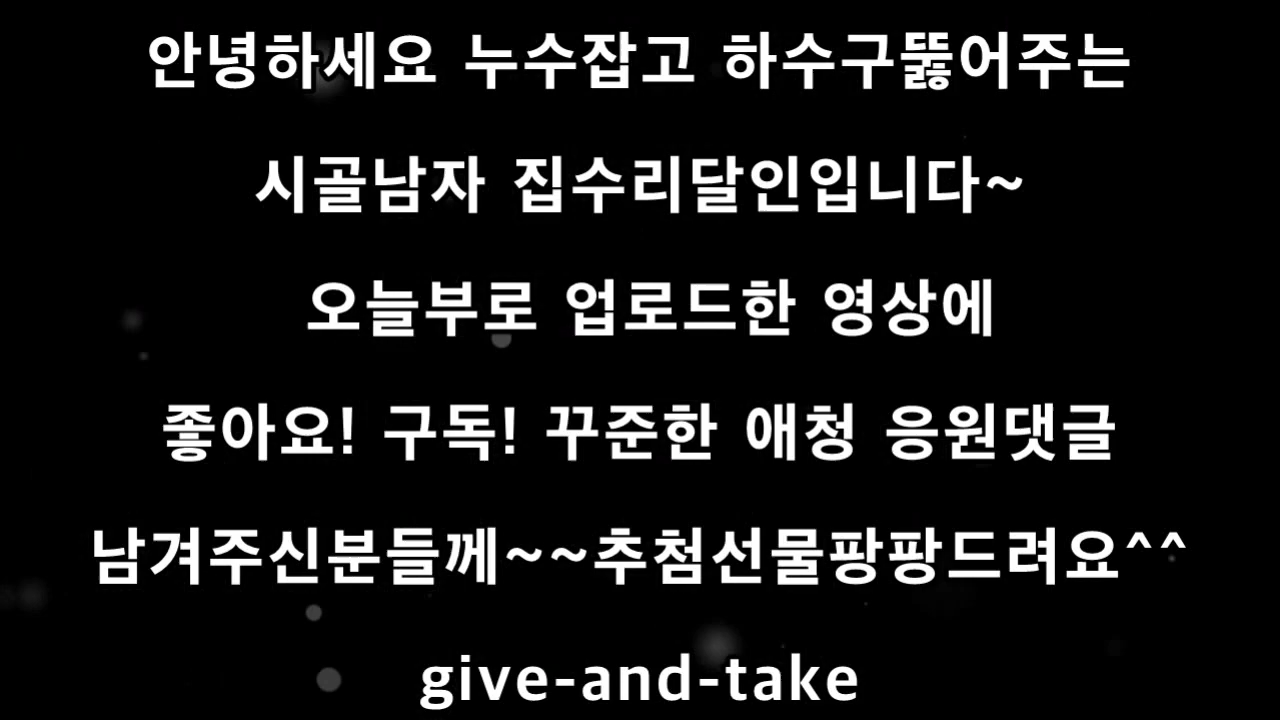 안녕하세요 누수잡고 하수구뚫어주는
시골남자 집수리달인입니다~
오늘부로 업로드한 영상에
좋아요! 구독! 꾸준한 애청 응원댓글
남겨주신분들께~~추첨선물팡팡드려요^^
give-and-take